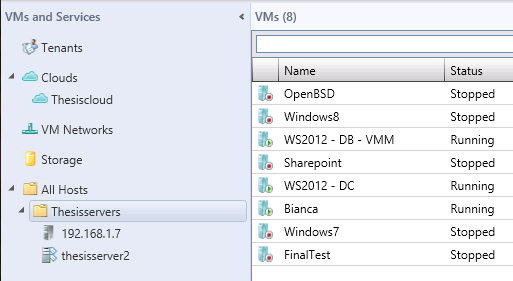 VMs and Services
Tenants
Clouds
Thesiscloud
VM Networks
Storage
All Hosts
Thesisservers
192.168.1.7
thesisserver2
VMs (8)
Name Status
OpenBSD Stopped
Windows8 Stopped
WS2012 - DB - VMM Running
Sharepoint Stopped
WS2012 - DC Running
Bianca Running
Windows7 Stopped
FinalTest Stopped